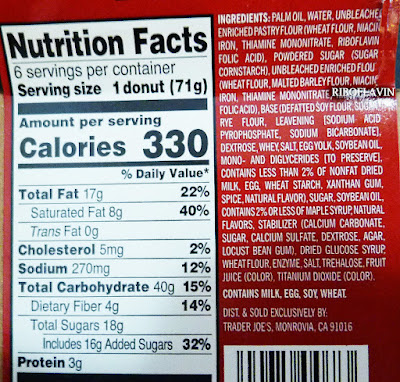 Nutrition Facts
6 servings per container
Serving size 1 donut (71g)
Amount per serving
Calories 330
% Daily Value*
Total Fat 17g 22%
Saturated Fat 8g 40%
Trans Fat 0g
Cholesterol 5mg 2%
Sodium 270mg 12%
Total Carbohydrate 40g 15%
Dietary Fiber 4g 14%
Total Sugars 18g
Includes 16g Added Sugars 32%
Protein 3g
INGREDIENTS: PALM OIL, WATER, UNBLEACHE
ENRICHED PASTRY FLOUR (WHEAT FLOUR, NIACIN
IRON, THIAMINE MONONITRATE, RIBOFLAVIN
FOLIC ACID), POWDERED SUGAR (SUGAR
CORNSTARCH), UNBLEACHED ENRICHED FLOUR
(WHEAT FLOUR, MALTED BARLEY FLOUR, NIACIN
IRON, THIAMINE MONONITRATE, RIBOFLAVIN
FOLIC ACID), BASE (DEFATTED SOY FLOUR, SUGAR
RYE FLOUR, LEAVENING (SODIUM ACID
PYROPHOSPHATE, SODIUM BICARBONATE),
DEXTROSE, WHEY, SALT, EGG YOLK, SOYBEAN OIL,
MONO- AND DIGLYCERIDES (TO PRESERVE),
CONTAINS LESS THAN 2% OF NONFAT DRIED
MILK, EGG, WHEAT STARCH, XANTHAN GUM,
SPICE, NATURAL FLAVOR), SUGAR, SOYBEAN OIL,
CONTAINS 2% OR LESS OF MAPLE SYRUP, NATURAL
FLAVORS, STABILIZER (CALCIUM CARBONATE,
SUGAR, CALCIUM SULFATE, DEXTROSE, AGAR,
LOCUST BEAN GUM), DRIED GLUCOSE SYRUP,
WHEAT FLOUR, ENZYME, SALT, TREHALOSE, FRUIT
JUICE (COLOR), TITANIUM DIOXIDE (COLOR).
CONTAINS MILK, EGG, SOY, WHEAT.
DIST. & SOLD EXCLUSIVELY BY:
TRADER JOE'S, MONROVIA, CA 91016